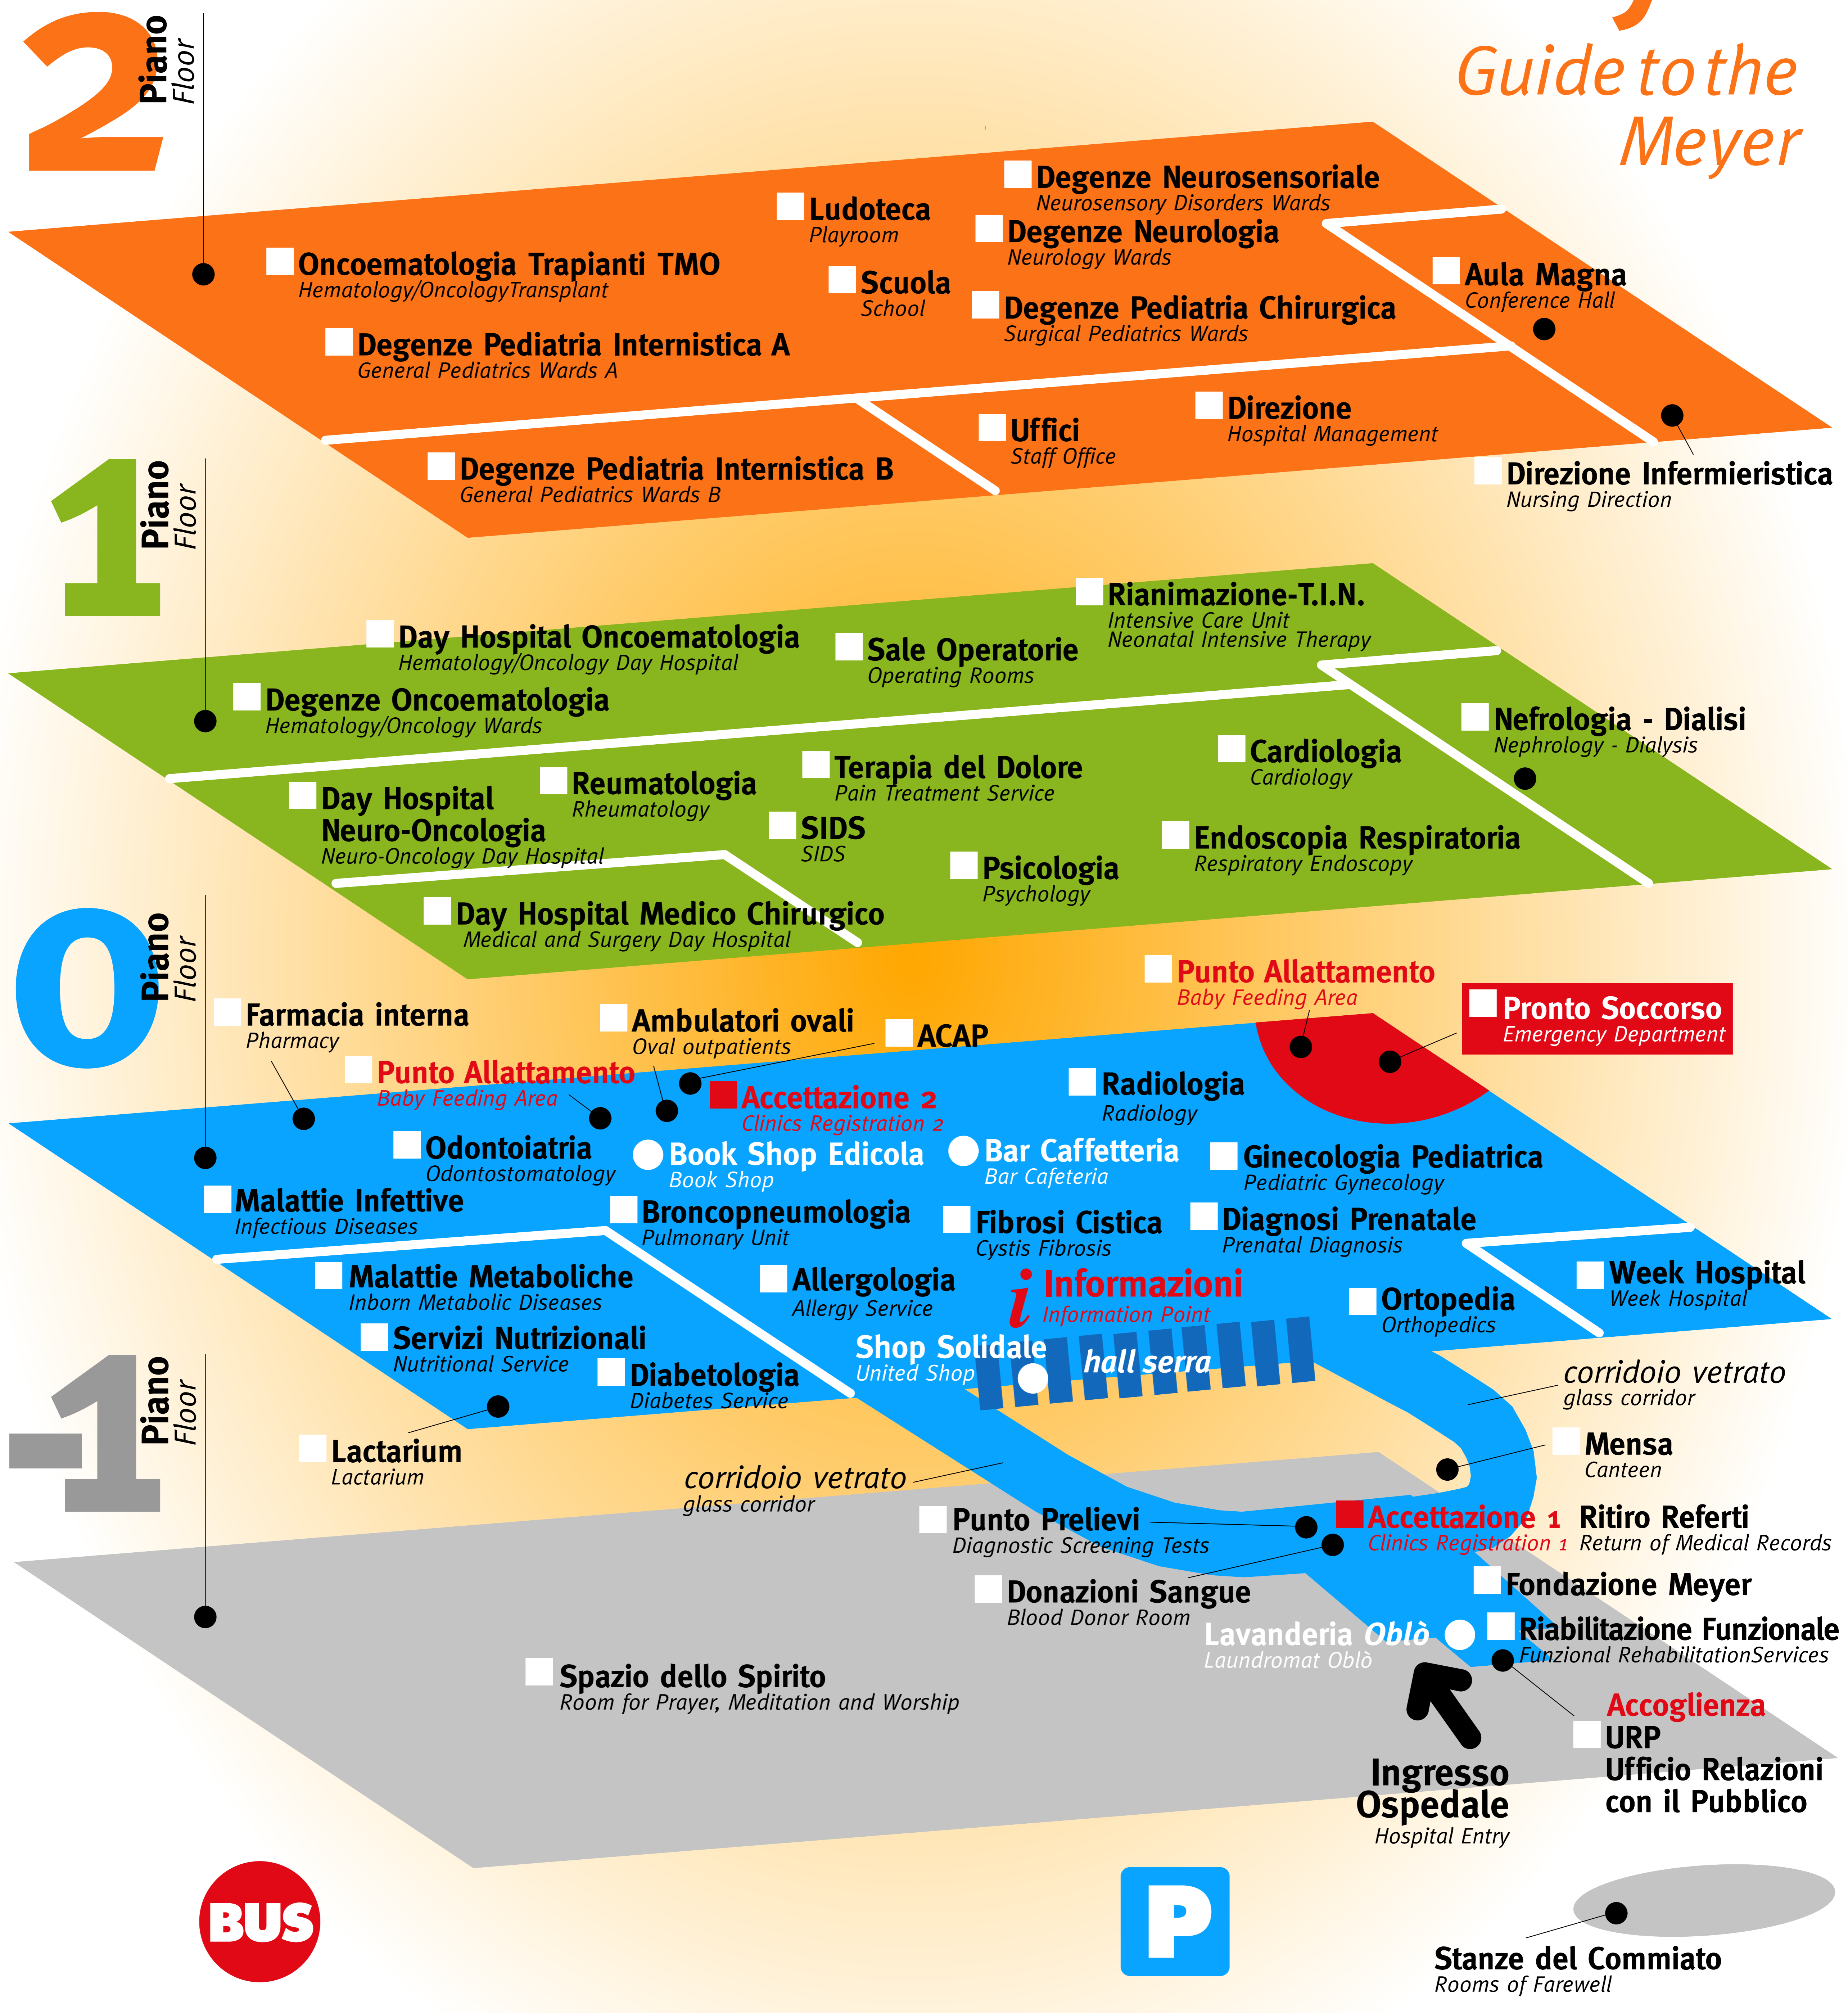 Guide to the
Meyer
2
Piano
Floor
Degenze Neurosensoriale
Neurosensory Disorders Wards
Ludoteca
Playroom
Degenze Neurologia
Neurology Wards
Oncoematologia Trapianti TMO
Hematology/OncologyTransplant
Scuola
School
Aula Magna
Conference Hall
Degenze Pediatria Chirurgica
Surgical Pediatrics Wards
Degenze Pediatria Internistica A
General Pediatrics Wards A
Direzione
Hospital Management
Uffici
Staff Office
Degenze Pediatria Internistica B
General Pediatrics Wards B
Direzione Infermieristica
Nursing Direction
1
Piano
Floor
Rianimazione-T.I.N.
Intensive Care Unit
Neonatal Intensive Therapy
Day Hospital Oncoematologia
Hematology/Oncology Day Hospital
Sale Operatorie
Operating Rooms
Degenze Oncoematologia
Hematology/Oncology Wards
Nefrologia - Dialisi
Nephrology - Dialysis
Cardiologia
Cardiology
Terapia del Dolore
Pain Treatment Service
Reumatologia
Rheumatology
Day Hospital
Neuro-Oncologia
Neuro-Oncology Day Hospital
SIDS
SIDS
Endoscopia Respiratoria
Respiratory Endoscopy
Psicologia
Psychology
Day Hospital Medico Chirurgico
Medical and Surgery Day Hospital
0
Piano
Floor
Punto Allattamento
Baby Feeding Area
Pronto Soccorso
Emergency Department
Farmacia interna
Pharmacy
Ambulatori ovali
Oval outpatients
ACAP
Punto Allattamento
Baby Feeding Area
Accettazione 2
Clinics Registration 2
Radiologia
Radiology
Odontoiatria
Odontostomatology
Book Shop Edicola
Book Shop
Bar Caffetteria
Bar Cafeteria
Ginecologia Pediatrica
Pediatric Gynecology
Malattie Infettive
Infectious Diseases
Broncopneumologia
Pulmonary Unit
Fibrosi Cistica
Cystis Fibrosis
Diagnosi Prenatale
Prenatal Diagnosis
Malattie Metaboliche
Inborn Metabolic Diseases
Allergologia
Allergy Service
i Informazioni
Information Point
Ortopedia
Orthopedics
Week Hospital
Week Hospital
Servizi Nutrizionali
Nutritional Service
Diabetologia
Diabetes Service
Shop Solidale
United Shop
hall serra
corridoio vetrato
glass corridor
Lactarium
Lactarium
Mensa
Canteen
-1
Piano
Floor
corridoio vetrato
glass corridor
Punto Prelievi
Diagnostic Screening Tests
Accettazione 1
Clinics Registration 1
Ritiro Referti
Return of Medical Records
Donazioni Sangue
Blood Donor Room
Fondazione Meyer
Lavanderia Oblò
Laundromat Oblò
Riabilitazione Funzionale
Funzional RehabilitationServices
Spazio dello Spirito
Room for Prayer, Meditation and Worship
Accoglienza
URP
Ufficio Relazioni
con il Pubblico
Ingresso
Ospedale
Hospital Entry
BUS
P
Stanze del Commiato
Rooms of Farewell